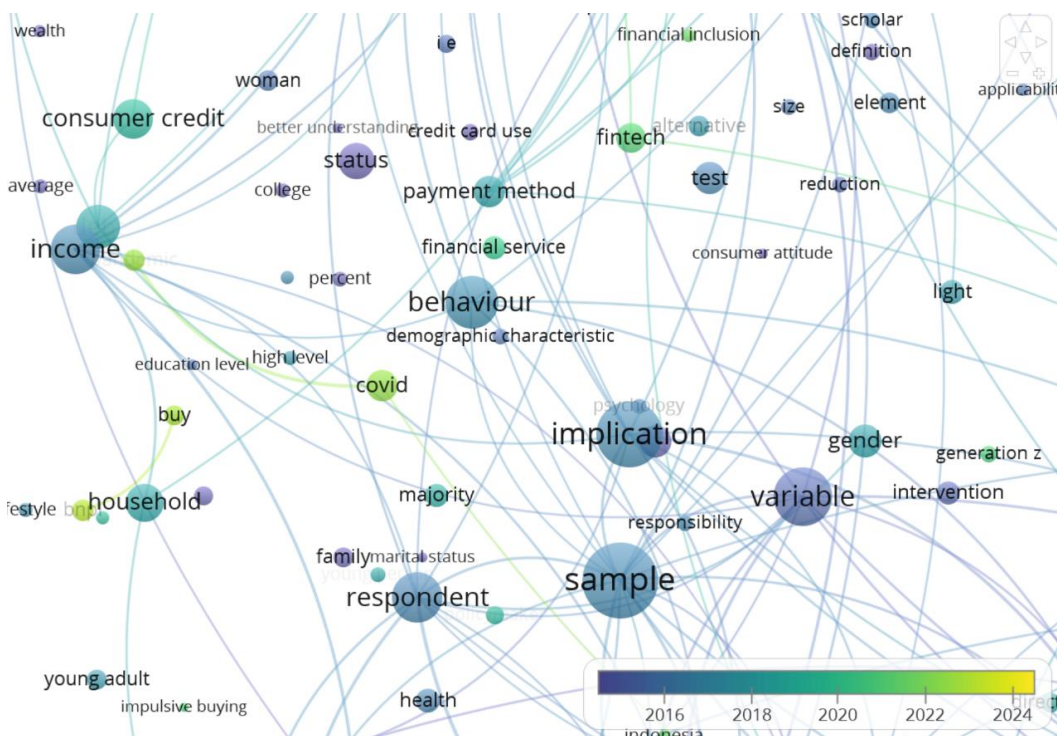 scholar
wealth
financial inclusion
i e
definition
woman
applicabilit
size
element
consumer credit
better understanding
credit card use
alternative
fintech
status
test
average
college
payment method
reduction
income
financial service
consumer attitude
percent
light
behaviour
demographic characteristic
high level
education level
covid
buy
psychology
implication
gender
generation z
household
majority
variable
intervention
festyle
bnpl
responsibility
family
marital status
sample
respondent
young adult
health
impulsive buying
2016
2018
2020
2022
2024
direct
indonesia